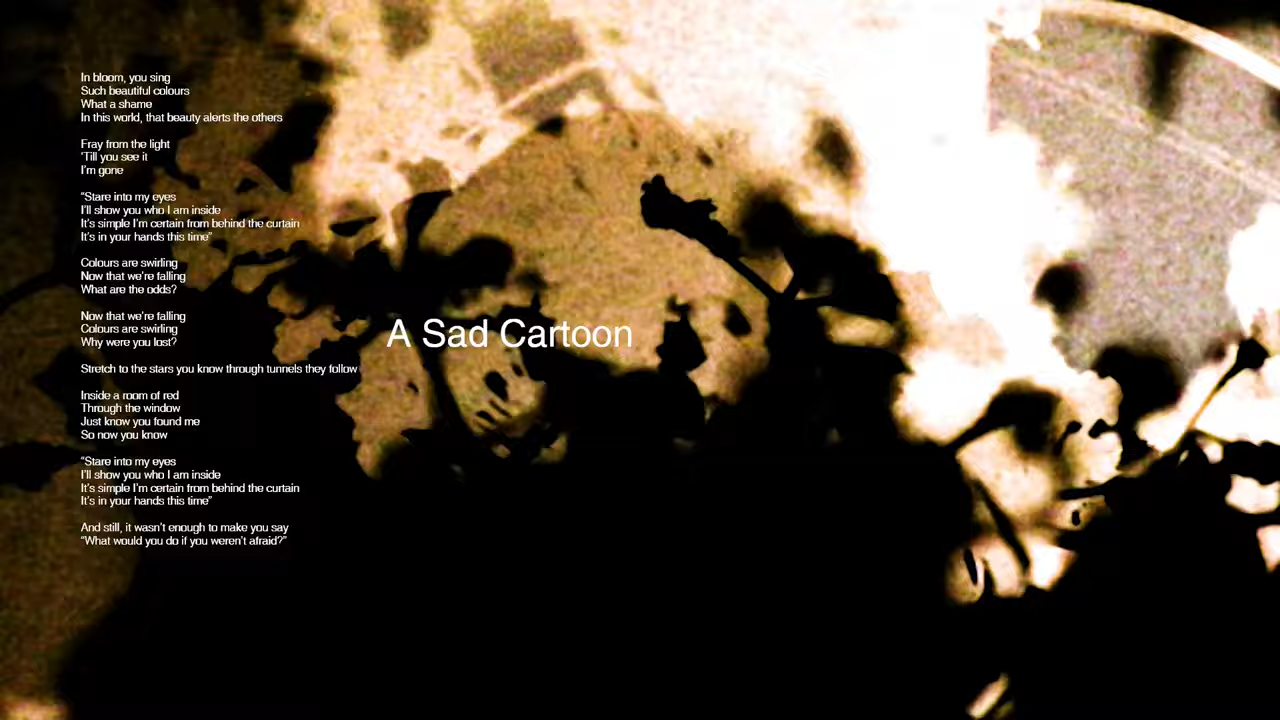 In bloom, you sing
Such beautiful colours
What a shame
In this world, that beauty alerts the others
Fray from the light
'Till you see it
I'm gone
“Stare into my eyes
I'll show you who I am inside
It's simple I'm certain from behind the curtain
It's in your hands this time”
Colours are swirling
Now that we're falling
What are the odds?
Now that we're falling
Colours are swirling
Why were you lost?
Stretch to the stars you know through tunnels they follow
Inside a room of red
Through the window
Just know you found me
So now you know
“Stare into my eyes
I'll show you who I am inside
It's simple I'm certain from behind the curtain
It's in your hands this time”
And still, it wasn't enough to make you say
“What would you do if you weren't afraid?”
A Sad Cartoon